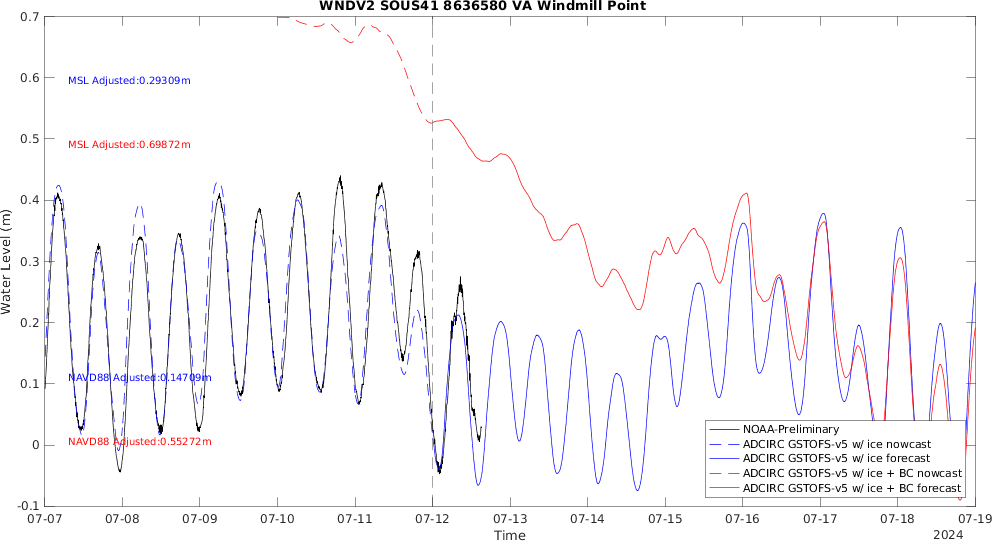 WNDV2 SOUS41 8636580 VA Windmill Point
0.7
0.6
0.5
0.4
0.3
0.2
0.1
0
-0.1
Water Level (m)
MSL Adjusted:0.29309m
MSL Adjusted:0.69872m
NAVD88 Adjusted:0.14709m
NAVD88 Adjusted:0.55272m
NOAA-Preliminary
ADCIRC GSTOFS-v5 w/ ice nowcast
ADCIRC GSTOFS-v5 w/ ice forecast
ADCIRC GSTOFS-v5 w/ ice + BC nowcast
ADCIRC GSTOFS-v5 w/ ice + BC forecast
07-07 07-08 07-09 07-10 07-11 07-12 07-13 07-14 07-15 07-16 07-17 07-18 07-19
Time
2024